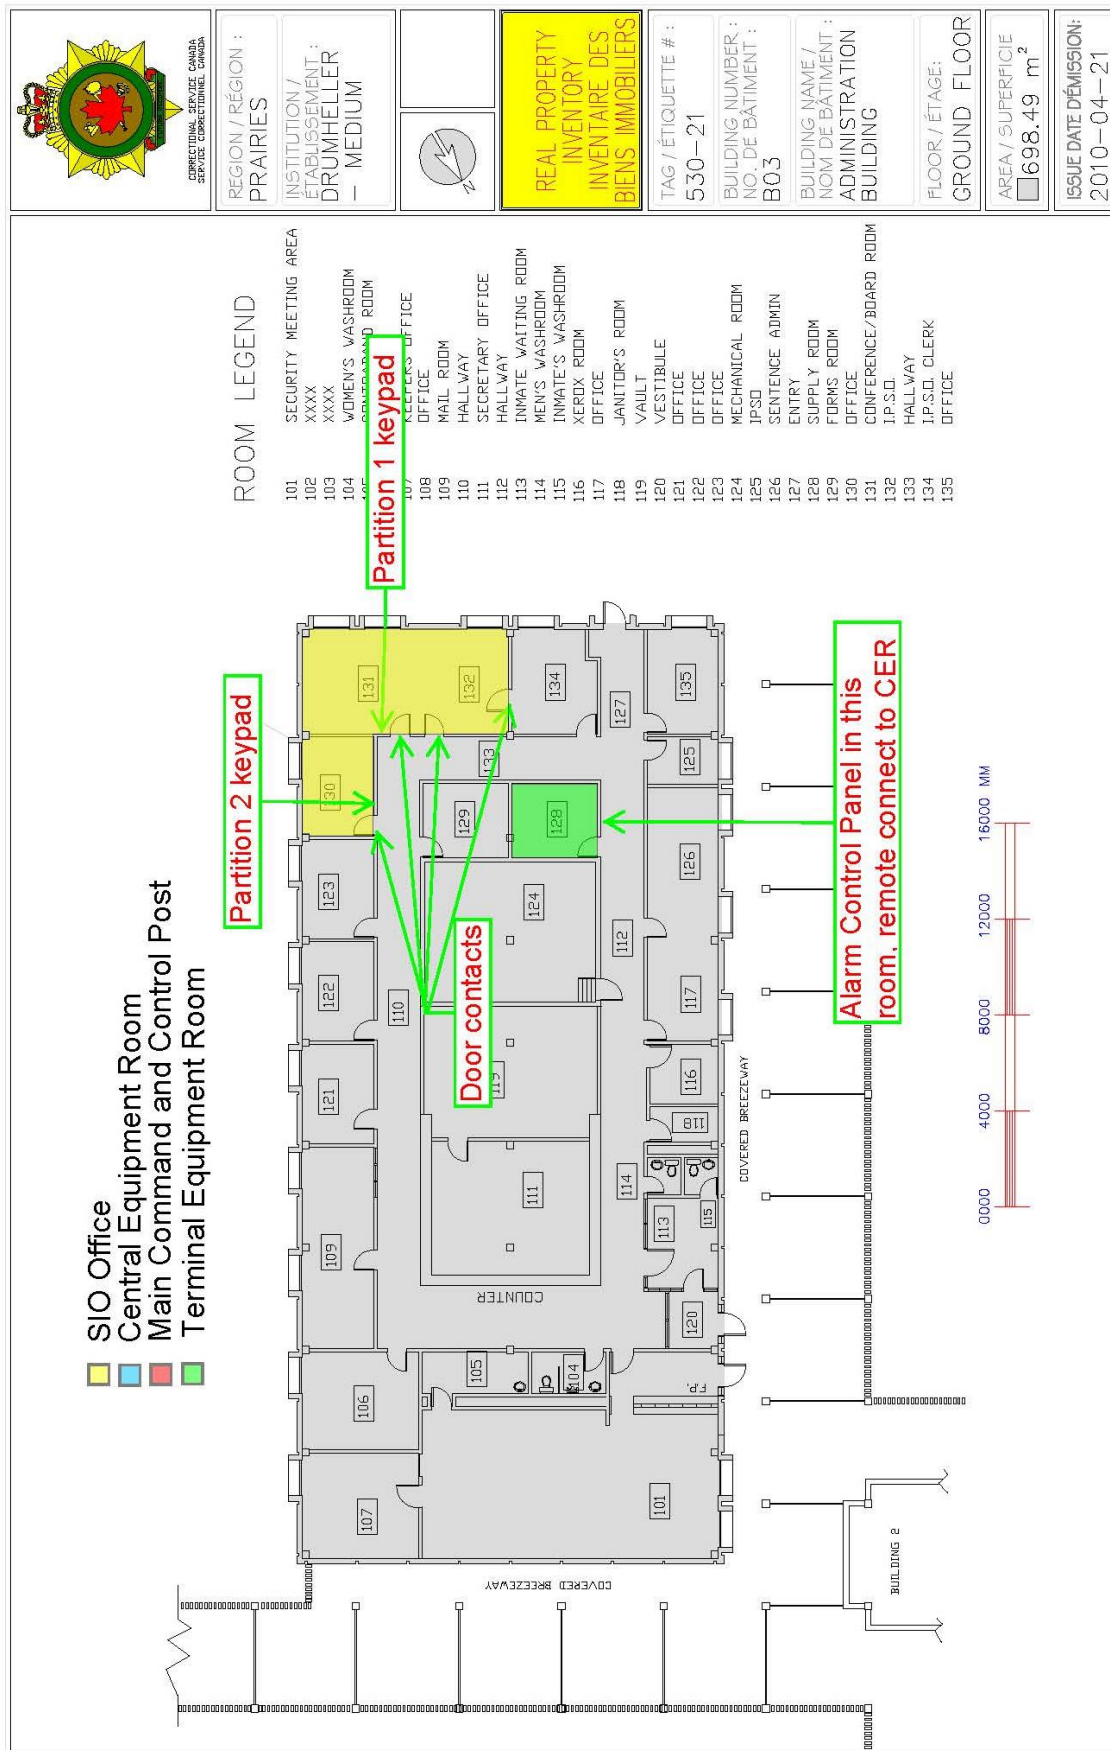 CORRECTIONAL SERVICE CANADA
SERVICE CORRECTIONNEL CANADA
REGION / RÉGION :
PRAIRIES
INSTITUTION/
ÉTABLISSEMENT :
DRUMHELLER
– MEDIUM
N
REAL PROPERTY
INVENTORY
INVENTAIRE DES
BIENS IMMOBILIERS
TAG / ÉTIQUETTE # :
530-21
BUILDING NUMBER :
NO. DE BÂTIMENT :
B03
BUILDING NAME /
NOM DE BÂTIMENT :
ADMINISTRATION
BUILDING
FLOOR / ÉTAGE:
GROUND FLOOR
AREA / SUPERFICIE
698.49 m²
ISSUE DATE D'ÉMISSION:
2010-04-21
SIO Office
Central Equipment Room
Main Command and Control Post
Terminal Equipment Room
ROOM LEGEND
101 SECURITY MEETING AREA
102 XXXX
103 XXXX
104 WOMEN'S WASHROOM
105 ROOM
107 OFFICE
108 OFFICE
109 MAIL ROOM
110 HALLWAY
111 SECRETARY OFFICE
112 HALLWAY
113 INMATE WAITING ROOM
114 MEN'S WASHROOM
115 INMATE'S WASHROOM
116 XEROX ROOM
117 OFFICE
118 JANITOR'S ROOM
119 VAULT
120 VESTIBULE
121 OFFICE
122 OFFICE
123 OFFICE
124 MECHANICAL ROOM
125 IPSO
126 SENTENCE ADMIN
127 ENTRY
128 SUPPLY ROOM
129 FORMS ROOM
130 OFFICE
131 CONFERENCE/BOARD ROOM
132 I.P.S.O.
133 HALLWAY
134 I.P.S.O. CLERK
135 OFFICE
Partition 1 keypad
Partition 2 keypad
Door contacts
Alarm Control Panel in this
room, remote connect to CER
107
106
109
121
122
123
130
131
132
101
105
104
F.P.
COUNTER
111
119
110
124
129
128
133
134
120
113
115
114
118
116
117
112
126
125
127
135
COVERED BREEZEWAY
COVERED BREEZEWAY
BUILDING 2
0000 4000 8000 12000 16000 MM